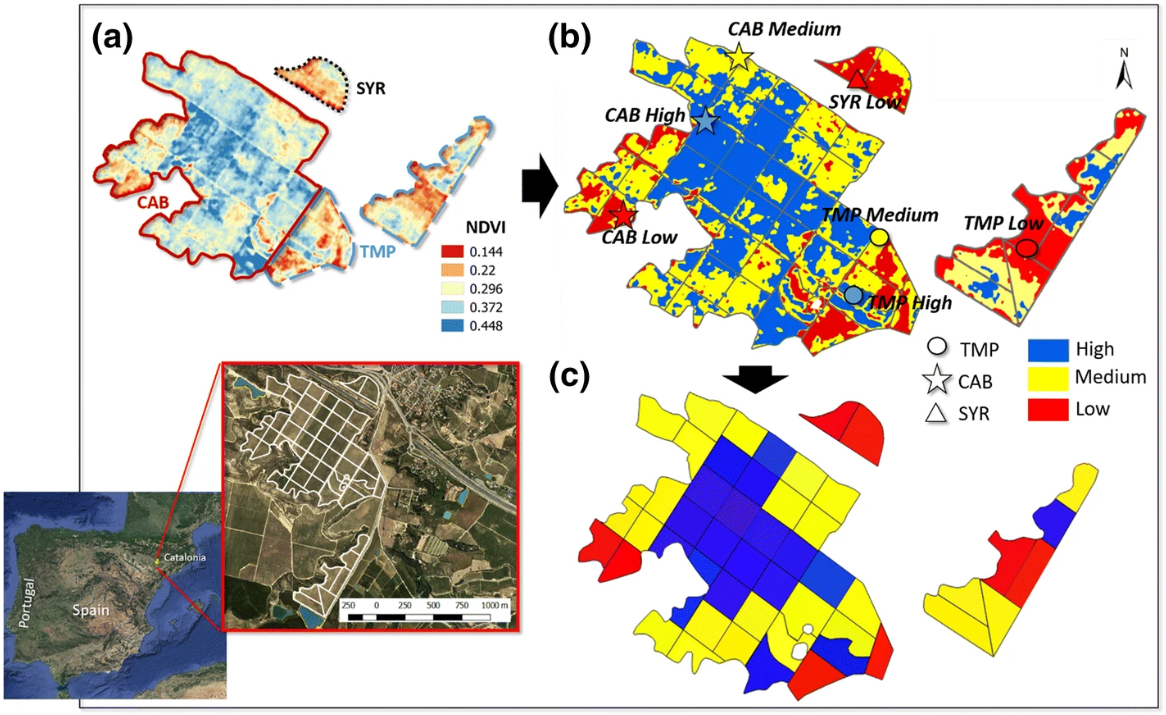 (a)
SYR
CAB
TMP
NDVI
0.144
0.22
0.296
0.372
0.448
(b)
CAB Medium
SYR Low
CAB High
CAB Low
TMP Medium
TMP High
TMP Low
N
TMP
CAB
SYR
High
Medium
Low
(c)
250 0 250 500 750 1000 m
Catalonia
Portugal
Spain